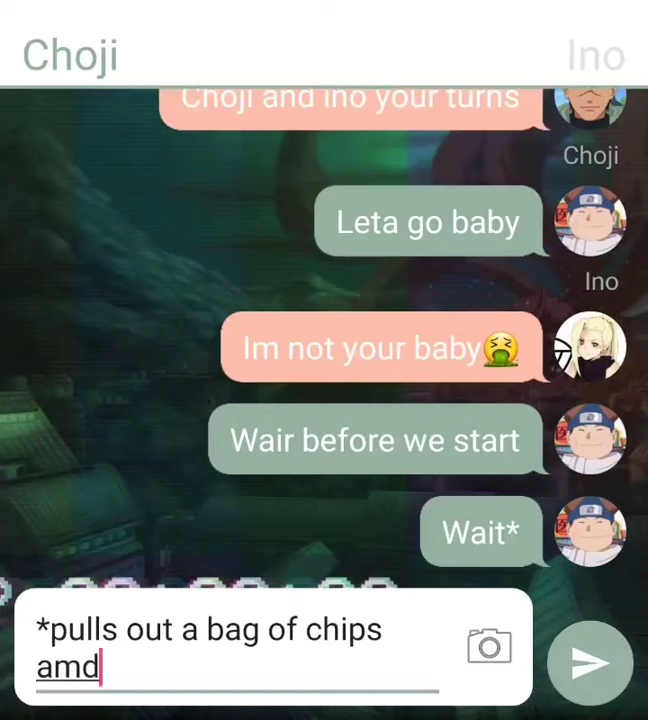 Choji
Ino
Choji and ino your turns
Choji
Leta go baby
Ino
Im not your baby🤮
Wair before we start
Wait*
*pulls out a bag of chips
amd